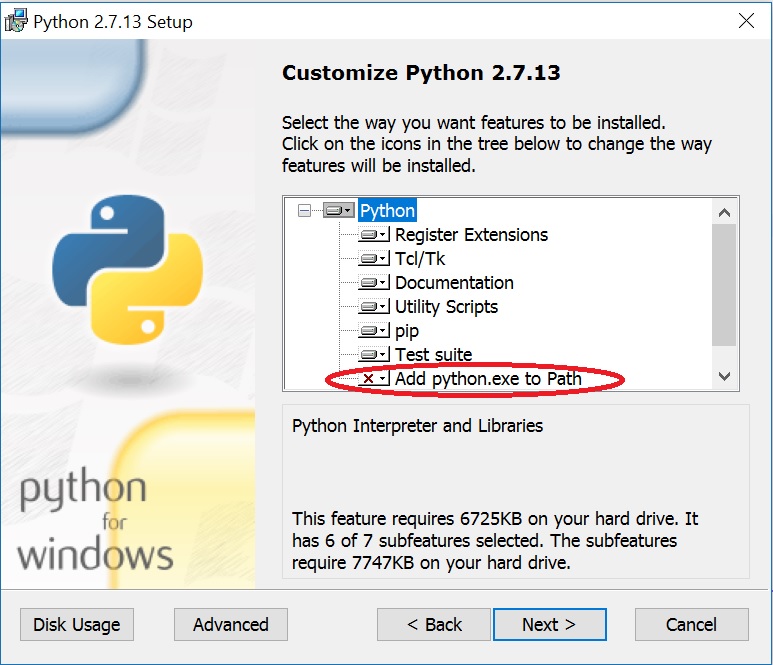 Python 2.7.13 Setup
Customize Python 2.7.13
Select the way you want features to be installed.
Click on the icons in the tree below to change the way
features will be installed.
Python
Register Extensions
Tcl/Tk
Documentation
Utility Scripts
pip
Test suite
Add python.exe to Path
Python Interpreter and Libraries
This feature requires 6725KB on your hard drive. It
has 6 of 7 subfeatures selected. The subfeatures
require 7747KB on your hard drive.
python
for
windows
Disk Usage
Advanced
< Back
Next >
Cancel